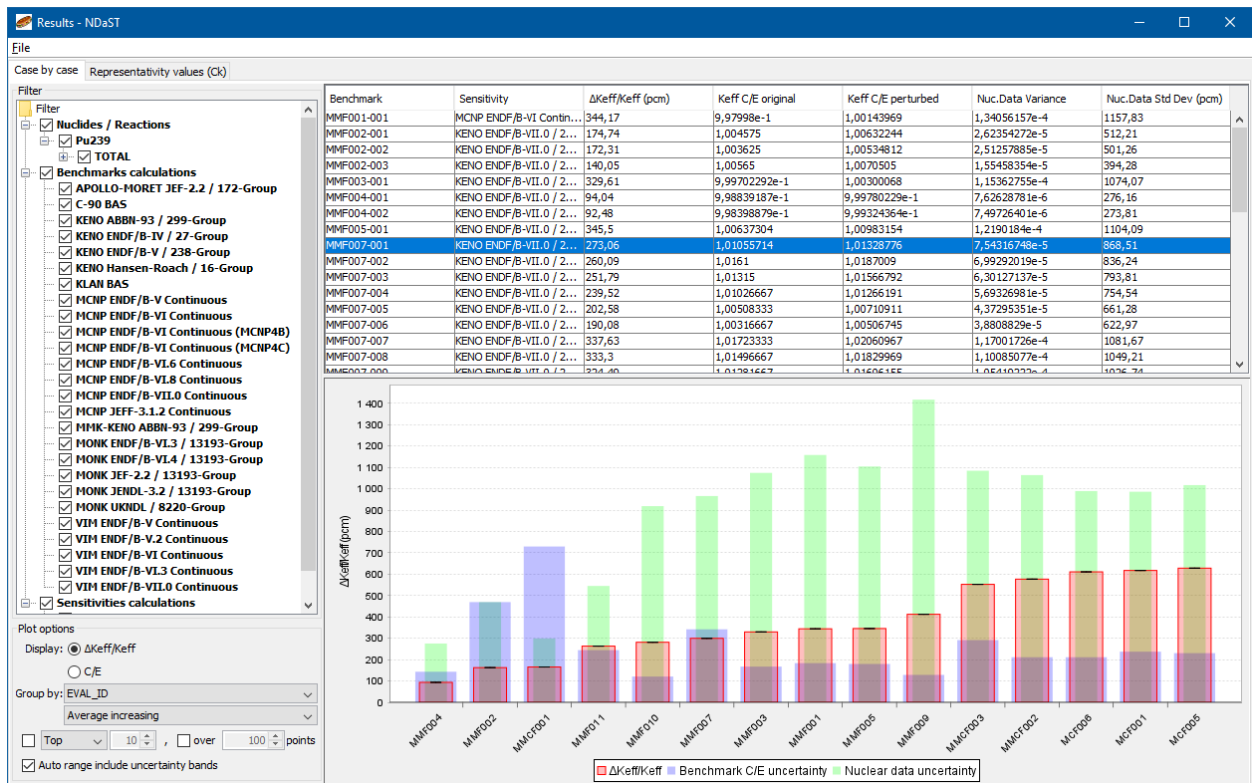 Results - NDaST
File
Case by case Representativity values (Ck)
Filter
Filter
Nuclides / Reactions
Pu239
TOTAL
Benchmarks calculations
APOLLO-MORET JEF-2.2 / 172-Group
C-90 BAS
KENO ABBN-93 / 299-Group
KENO ENDF/B-IV / 27-Group
KENO ENDF/B-V / 238-Group
KENO Hansen-Roach / 16-Group
KLAN BAS
MCNP ENDF/B-V Continuous
MCNP ENDF/B-VI Continuous
MCNP ENDF/B-VI Continuous (MCNP4B)
MCNP ENDF/B-VI Continuous (MCNP4C)
MCNP ENDF/B-VI.6 Continuous
MCNP ENDF/B-VI.8 Continuous
MCNP ENDF/B-VII.0 Continuous
MCNP JEFF-3.1.2 Continuous
MMK-KENO ABBN-93 / 299-Group
MONK ENDF/B-VI.3 / 13193-Group
MONK ENDF/B-VI.4 / 13193-Group
MONK JEF-2.2 / 13193-Group
MONK JENDL-3.2 / 13193-Group
MONK UKNDL / 8220-Group
VIM ENDF/B-V Continuous
VIM ENDF/B-V.2 Continuous
VIM ENDF/B-VI Continuous
VIM ENDF/B-VI.3 Continuous
VIM ENDF/B-VII.0 Continuous
Sensitivities calculations
Plot options
Display: ΔKeff/Keff
C/E
Group by: EVAL_ID
Average increasing
Top 10 , over 100 points
Auto range include uncertainty bands
Benchmark Sensitivity ΔKeff/Keff (pcm) Keff C/E original Keff C/E perturbed Nuc.Data Variance Nuc.Data Std Dev (pcm)
MMF001-001 MCNP ENDF/B-VI Contin... 344,17 9,97998e-1 1,00143969 1,34056157e-4 1157,83
MMF002-001 KENO ENDF/B-VII.0 / 2... 174,74 1,004575 1,00632244 2,62354272e-5 512,21
MMF002-002 KENO ENDF/B-VII.0 / 2... 172,31 1,003625 1,00534812 2,51257885e-5 501,26
MMF002-003 KENO ENDF/B-VII.0 / 2... 140,05 1,00565 1,0070505 1,55458354e-5 394,28
MMF003-001 KENO ENDF/B-VII.0 / 2... 329,61 9,99702292e-1 1,00300068 1,15362755e-4 1074,07
MMF004-001 KENO ENDF/B-VII.0 / 2... 94,04 9,98839187e-1 9,99780229e-1 7,62628781e-6 276,16
MMF004-002 KENO ENDF/B-VII.0 / 2... 92,48 9,98398879e-1 9,99324364e-1 7,49726401e-6 273,81
MMF005-001 KENO ENDF/B-VII.0 / 2... 345,5 1,00637304 1,00983154 1,2190184e-4 1104,09
MMF007-001 KENO ENDF/B-VII.0 / 2... 273,06 1,01055714 1,01328776 7,54316748e-5 868,51
MMF007-002 KENO ENDF/B-VII.0 / 2... 260,09 1,0161 1,0187009 6,99292019e-5 836,24
MMF007-003 KENO ENDF/B-VII.0 / 2... 251,79 1,01315 1,01566792 6,30127137e-5 793,81
MMF007-004 KENO ENDF/B-VII.0 / 2... 239,52 1,01026667 1,01266191 5,69326981e-5 754,54
MMF007-005 KENO ENDF/B-VII.0 / 2... 202,58 1,00508333 1,00710911 4,37295351e-5 661,28
MMF007-006 KENO ENDF/B-VII.0 / 2... 190,08 1,00316667 1,00506745 3,8808829e-5 622,97
MMF007-007 KENO ENDF/B-VII.0 / 2... 337,63 1,01723333 1,02060967 1,17001726e-4 1081,67
MMF007-008 KENO ENDF/B-VII.0 / 2... 333,3 1,01496667 1,01829969 1,10085077e-4 1049,21
ΔKeff/Keff (pcm)
1 400
1 300
1 200
1 100
1 000
900
800
700
600
500
400
300
200
100
0
MMF004 MMF002 MMCF001 MMF011 MMF010 MMF007 MMF003 MMF001 MMF005 MMF009 MMCF003 MMCF002 MCF006 MCF001 MCF005
ΔKeff/Keff Benchmark C/E uncertainty Nuclear data uncertainty